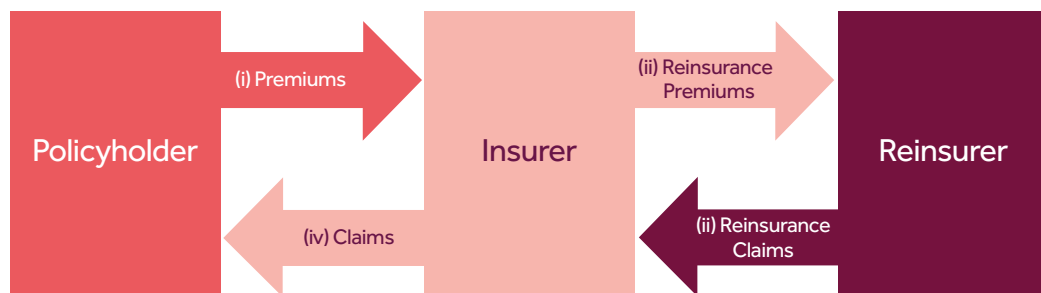 (i) Premiums
(ii) Reinsurance
Premiums
Policyholder
Insurer
Reinsurer
(iv) Claims
(ii) Reinsurance
Claims